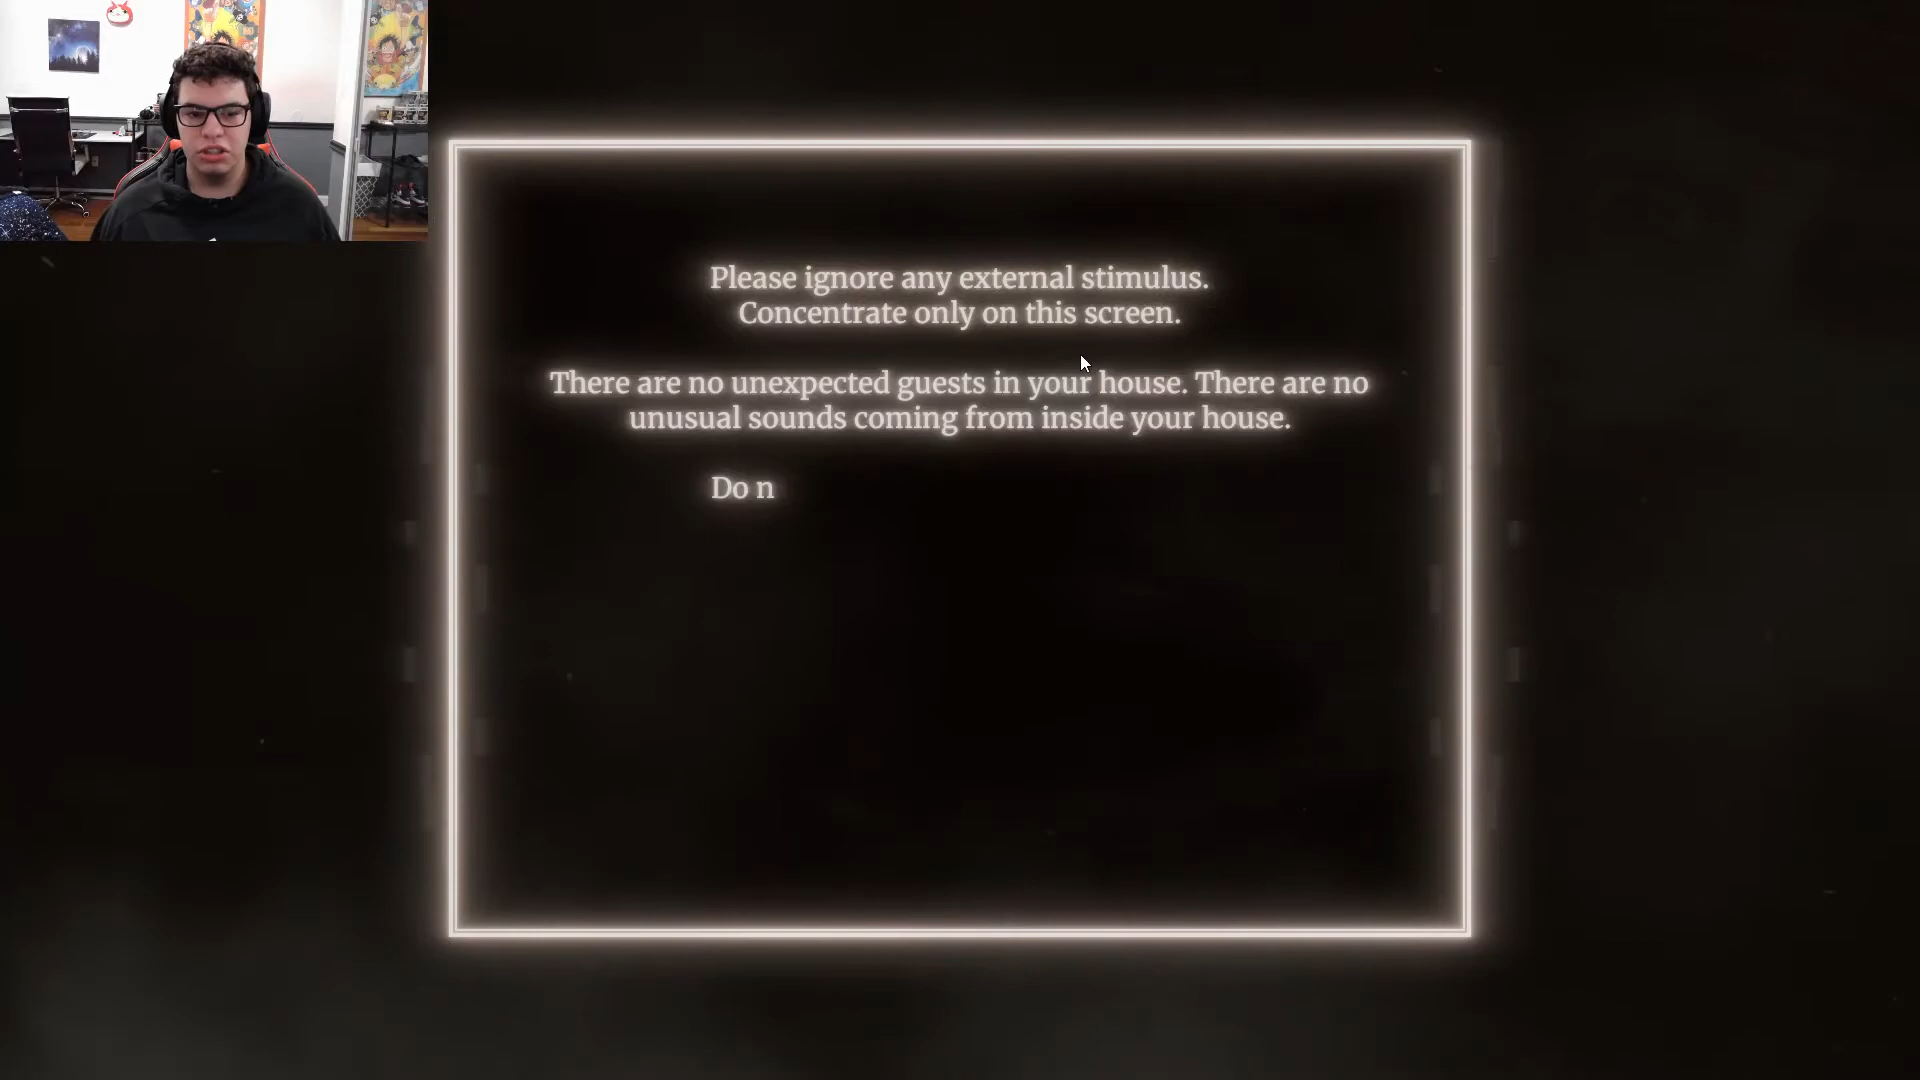 Please ignore any external stimulus.
Concentrate only on this screen.
There are no unexpected guests in your house. There are no
unusual sounds coming from inside your house.
Do n